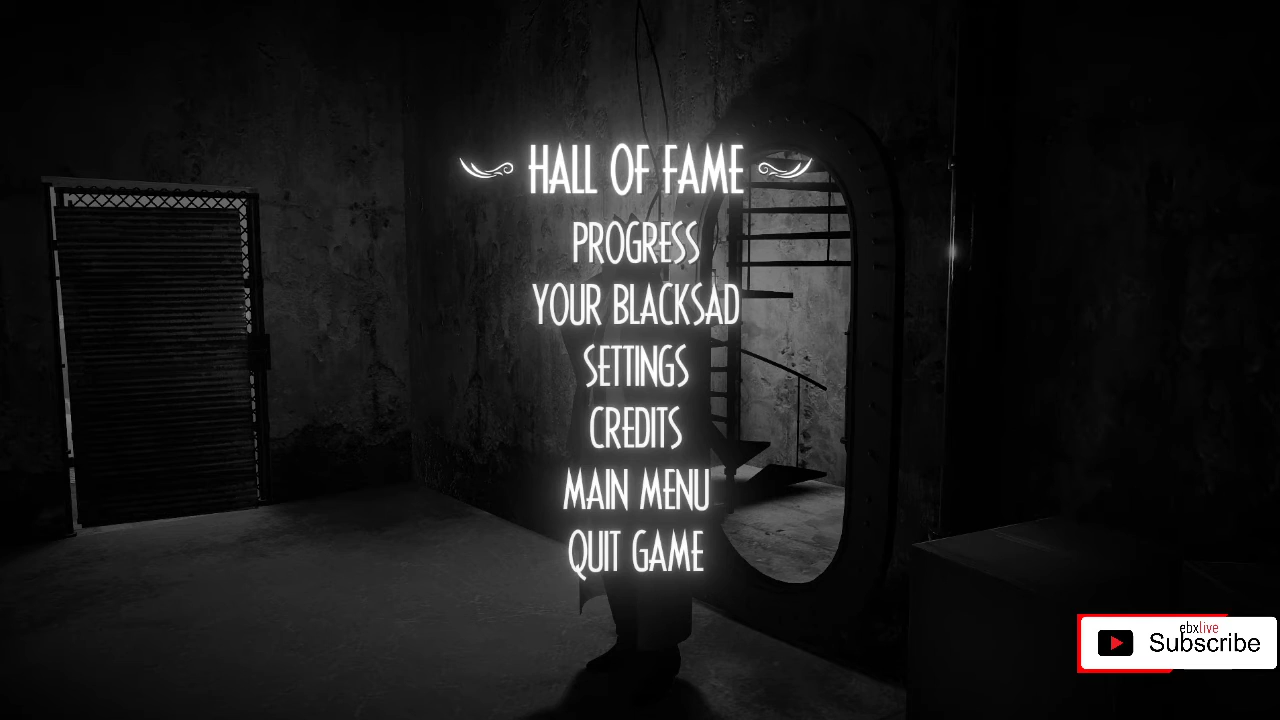 HALL OF FAME
PROGRESS
YOUR BLACKSAD
SETTINGS
CREDITS
MAIN MENU
QUIT GAME
ebxlive
Subscribe